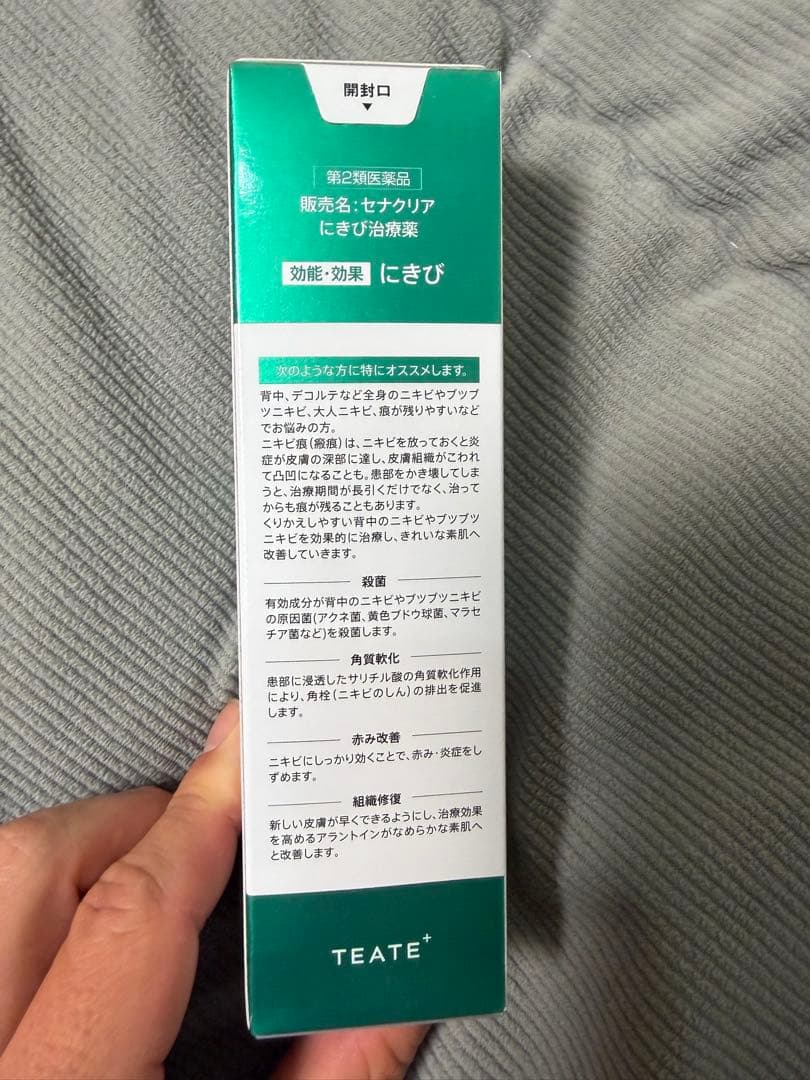 開封口
第2類医薬品
販売名：セナクリア
にきび治療薬
効能・効果 にきび
次のような方に特にオススメします。
背中、デコルテなど全身のニキビやブツブ
ツニキビ、大人ニキビ、痕が残りやすいなど
でお悩みの方。
ニキビ痕（瘢痕）は、ニキビを放っておくと炎
症が皮膚の深部に達し、皮膚組織がこわれ
て凸凹になることも。患部をかき壊してしま
うと、治療期間が長引くだけでなく、治って
からも痕が残ることもあります。
くりかえしやすい背中のニキビやブツブツ
ニキビを効果的に治療し、きれいな素肌へ
改善していきます。
殺菌
有効成分が背中のニキビやブツブツニキビ
の原因菌(アクネ菌、黄色ブドウ球菌、マラセ
チア菌など)を殺菌します。
角質軟化
患部に浸透したサリチル酸の角質軟化作用
により、角栓（ニキビのしん）の排出を促進
します。
赤み改善
ニキビにしっかり効くことで、赤み・炎症をし
ずめます。
組織修復
新しい皮膚が早くできるようにし、治療効果
を高めるアラントインがなめらかな素肌へ
と改善します。
TEATE+